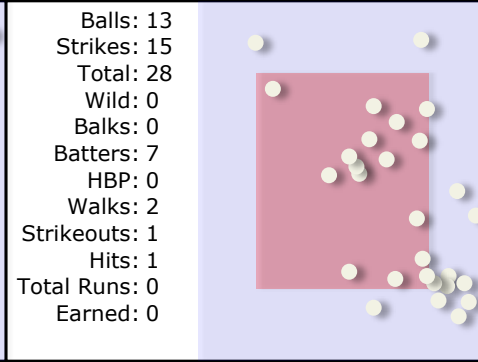 Balls: 13
Strikes: 15
Total: 28
Wild: 0
Balks: 0
Batters: 7
HBP: 0
Walks: 2
Strikeouts: 1
Hits: 1
Total Runs: 0
Earned: 0